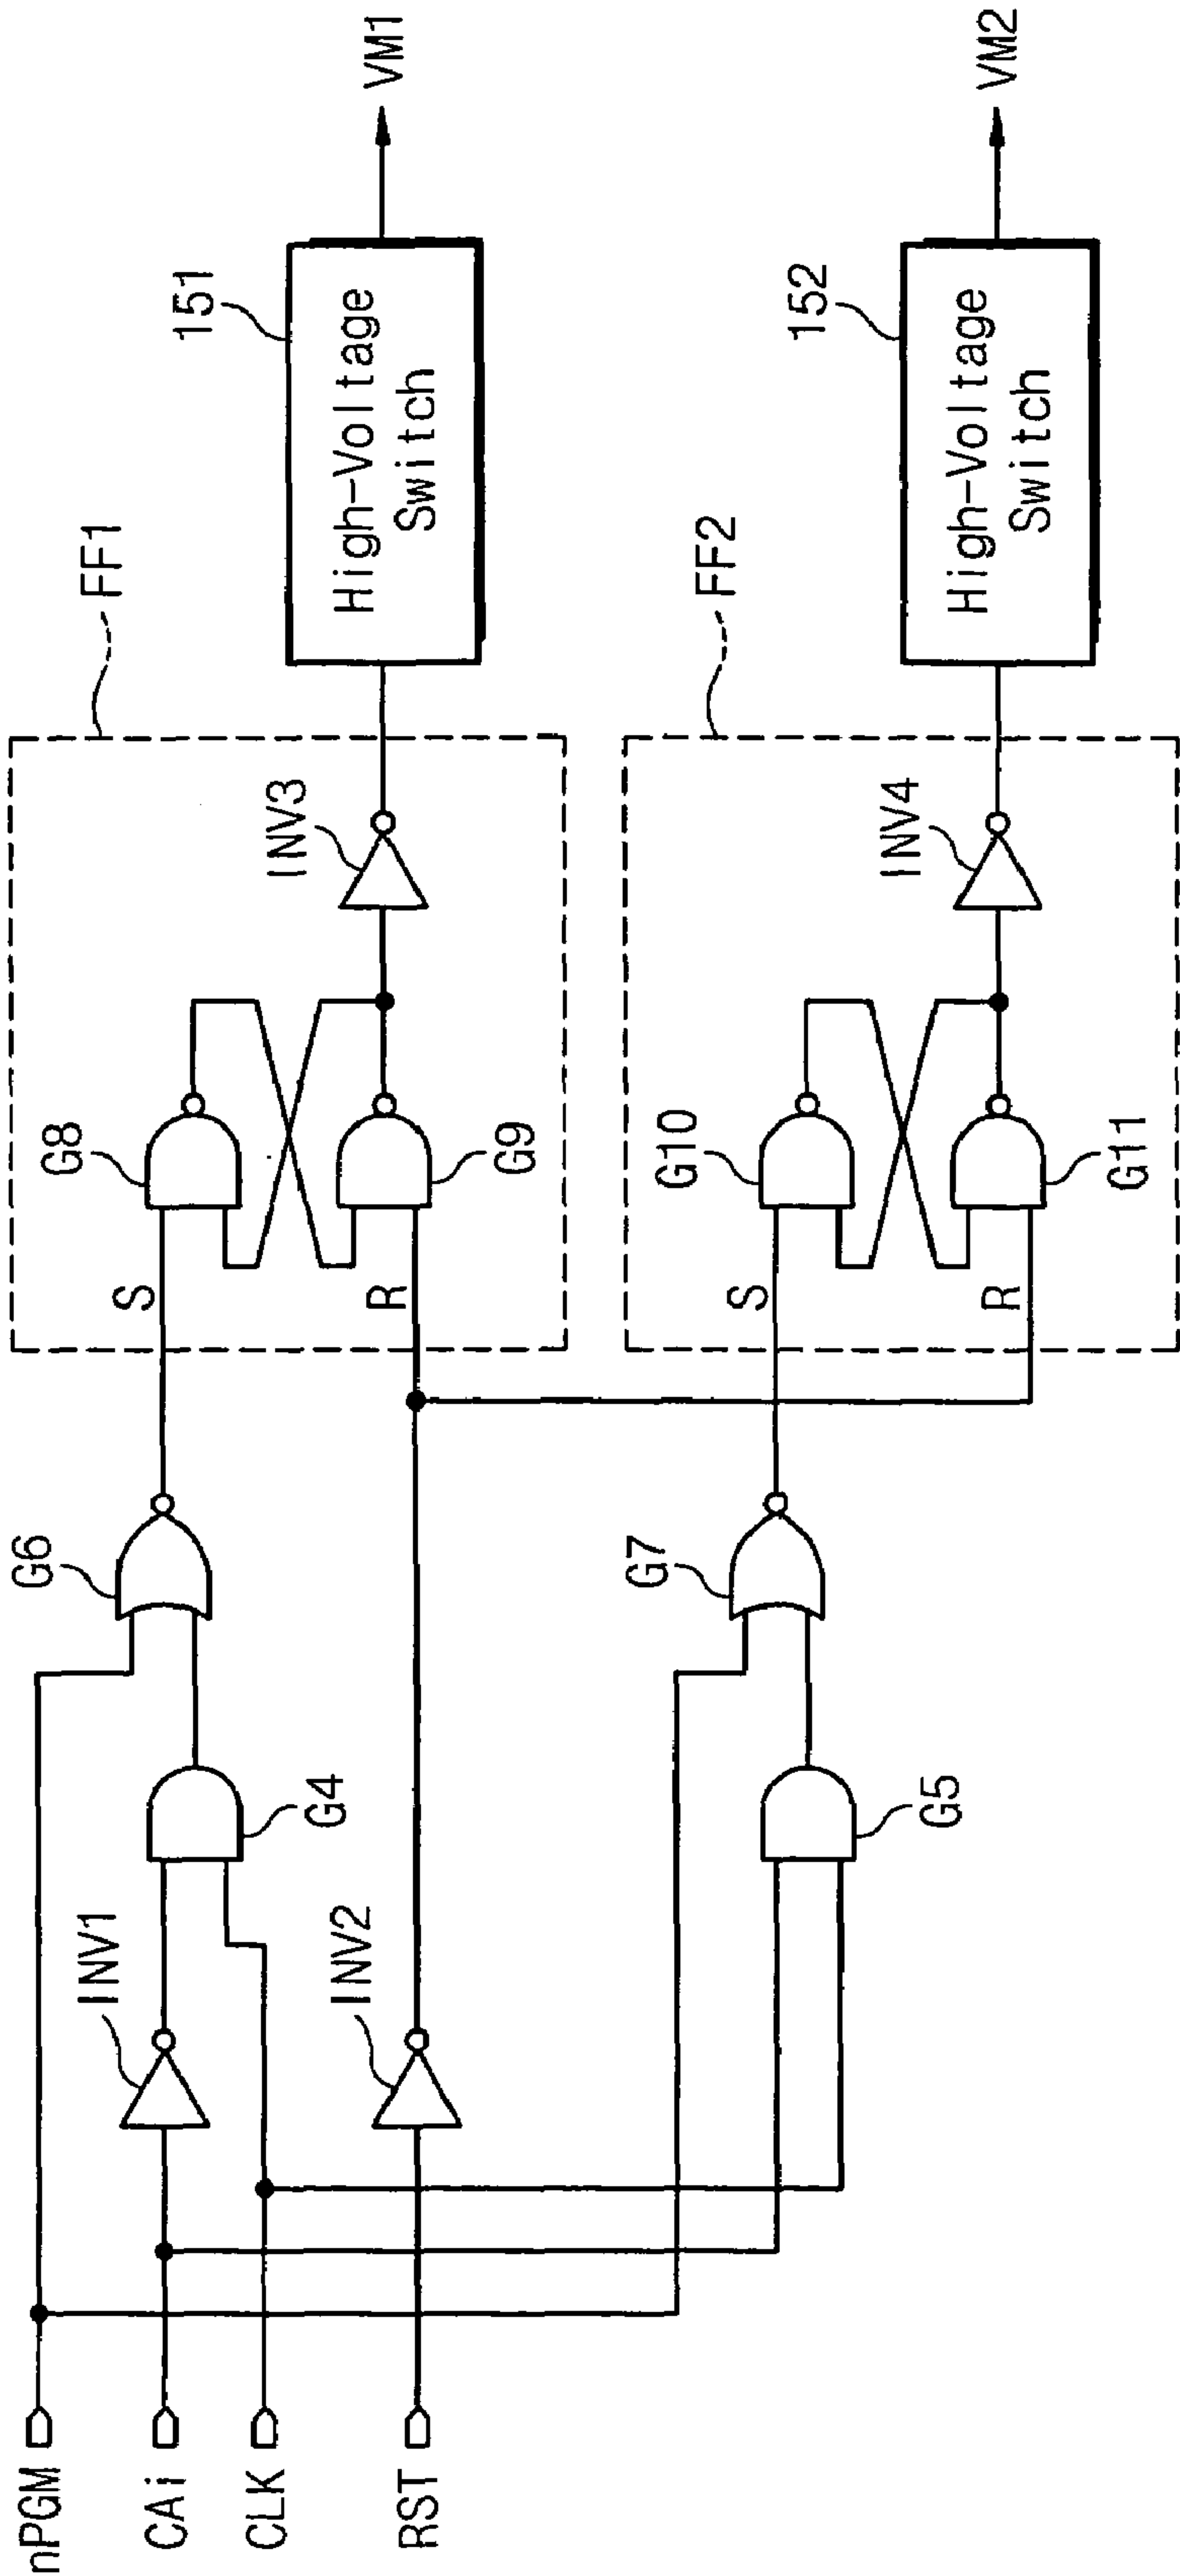 nPGM
CAi
CLK
RST
INV1
INV2
G4
G5
G6
G7
S
R
G8
G9
INV3
FF1
S
R
G10
G11
INV4
FF2
151
High-Voltage
Switch
VM1
152
High-Voltage
Switch
VM2